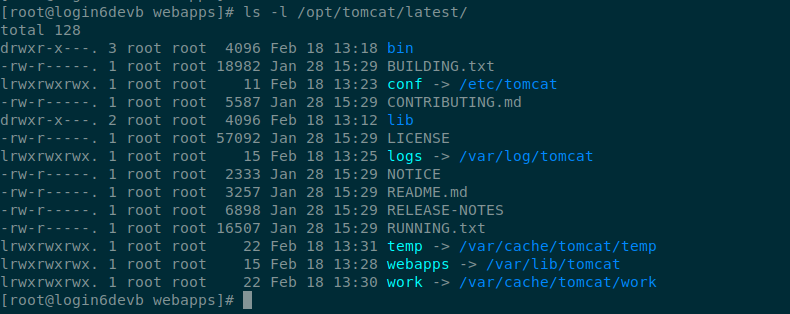 [root@login6devb webapps]# ls -l /opt/tomcat/latest/
total 128
drwxr-x---. 3 root root  4096 Feb 18 13:18 bin
-rw-r-----. 1 root root 18982 Jan 28 15:29 BUILDING.txt
lrwxrwxrwx. 1 root root    11 Feb 18 13:23 conf -> /etc/tomcat
-rw-r-----. 1 root root  5587 Jan 28 15:29 CONTRIBUTING.md
drwxr-x---. 2 root root  4096 Feb 18 13:12 lib
-rw-r-----. 1 root root 57092 Jan 28 15:29 LICENSE
lrwxrwxrwx. 1 root root    15 Feb 18 13:25 logs -> /var/log/tomcat
-rw-r-----. 1 root root  2333 Jan 28 15:29 NOTICE
-rw-r-----. 1 root root  3257 Jan 28 15:29 README.md
-rw-r-----. 1 root root  6898 Jan 28 15:29 RELEASE-NOTES
-rw-r-----. 1 root root 16507 Jan 28 15:29 RUNNING.txt
lrwxrwxrwx. 1 root root    22 Feb 18 13:31 temp -> /var/cache/tomcat/temp
lrwxrwxrwx. 1 root root    15 Feb 18 13:28 webapps -> /var/lib/tomcat
lrwxrwxrwx. 1 root root    22 Feb 18 13:30 work -> /var/cache/tomcat/work
[root@login6devb webapps]#